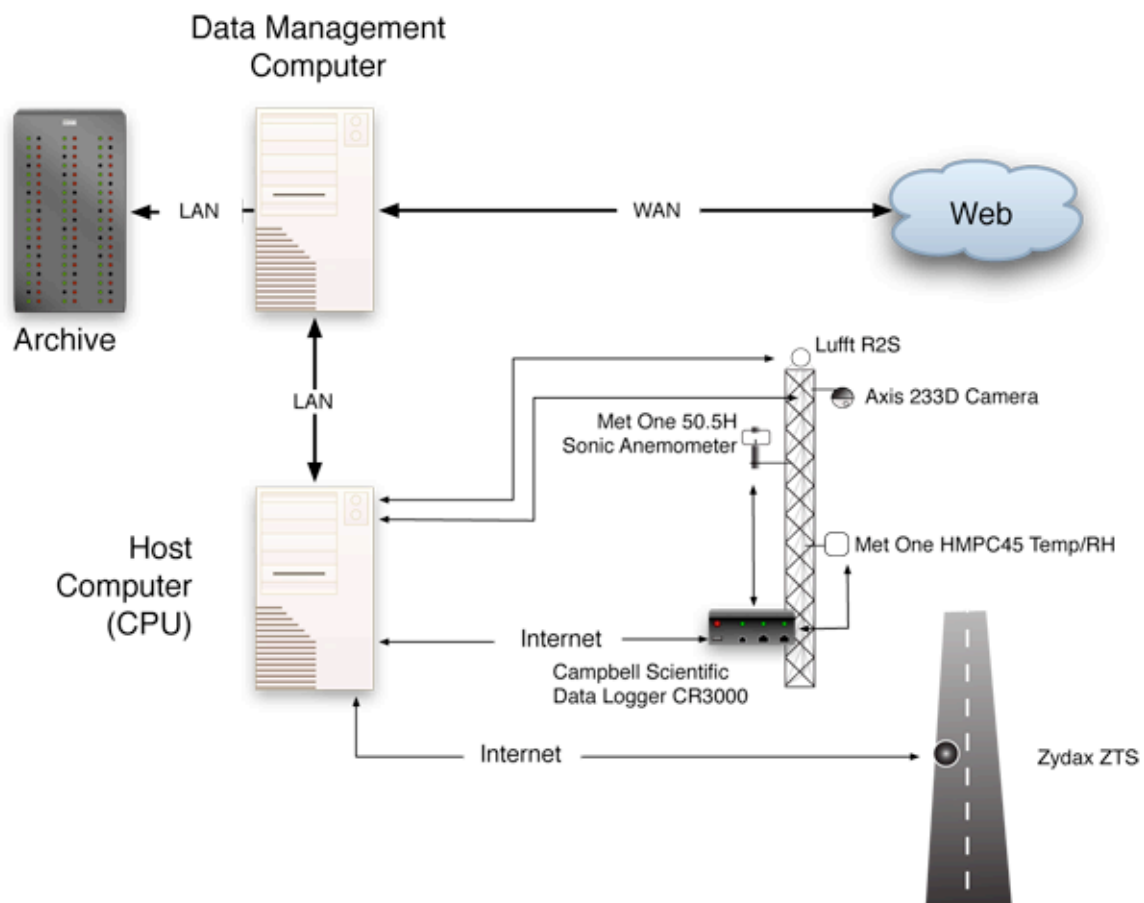 Data Management
Computer
LAN
WAN
Web
Archive
LAN
Lufft R2S
Axis 233D Camera
Met One 50.5H
Sonic Anemometer
Host
Computer
(CPU)
Met One HMPC45 Temp/RH
Internet
Campbell Scientific
Data Logger CR3000
Internet
Zydax ZTS